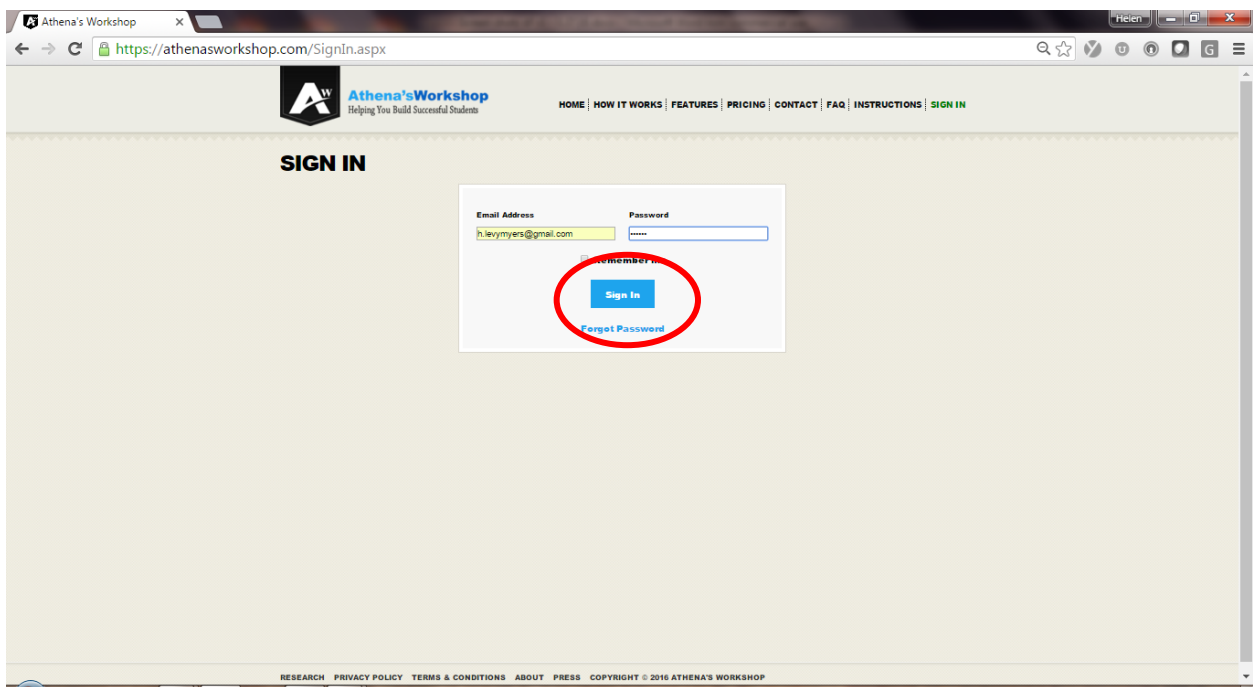 Athena's Workshop
Helen
https://athenasworkshop.com/SignIn.aspx
AW
Athena'sWorkshop
Helping You Build Successful Students
HOME HOW IT WORKS FEATURES PRICING CONTACT FAQ INSTRUCTIONS SIGN IN
SIGN IN
Email Address Password
h.levymyers@gmail.com
Sign In
Forgot Password
RESEARCH PRIVACY POLICY TERMS & CONDITIONS ABOUT PRESS COPYRIGHT © 2016 ATHENA'S WORKSHOP